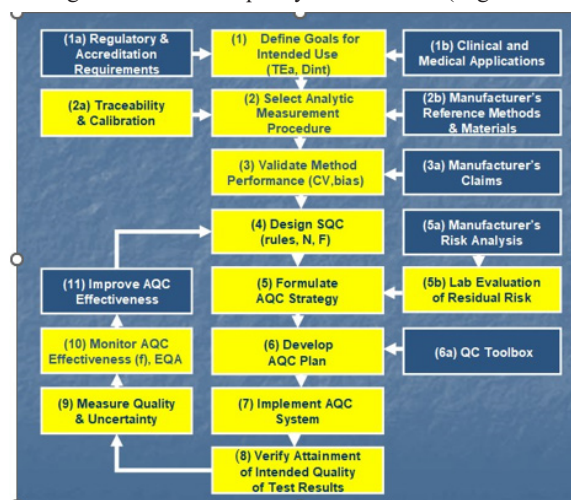 (1a) Regulatory &
Accreditation
Requirements
(1) Define Goals for
Intended Use
(TEa, Dint)
(1b) Clinical and
Medical Applications
(2a) Traceability
& Calibration
(2) Select Analytic
Measurement
Procedure
(2b) Manufacturer's
Reference Methods
& Materials
(3) Validate Method
Performance (CV,bias)
(3a) Manufacturer's
Claims
(4) Design SQC
(rules, N, F)
(5a) Manufacturer's
Risk Analysis
(11) Improve AQC
Effectiveness
(5) Formulate
AQC Strategy
(5b) Lab Evaluation
of Residual Risk
(10) Monitor AQC
Effectiveness (f), EQA
(6) Develop
AQC Plan
(6a) QC Toolbox
(9) Measure Quality
& Uncertainty
(7) Implement AQC
System
(8) Verify Attainment
of Intended Quality
of Test Results